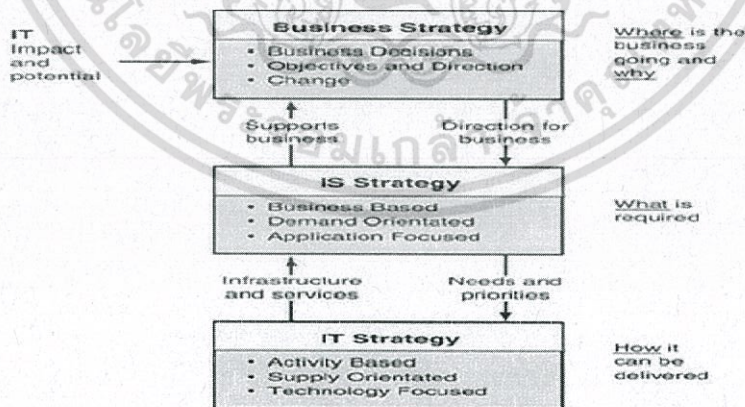 Business Strategy
• Business Decisions
• Objectives and Direction
• Change
IT
Impact
and
potential
Where is the
business
going and
why
Supports
business
Direction for
business
IS Strategy
• Business Based
• Demand Orientated
• Application Focused
What is
required
Infrastructure
and services
Needs and
priorities
IT Strategy
• Activity Based
• Supply Orientated
• Technology Focused
How it
can be
delivered